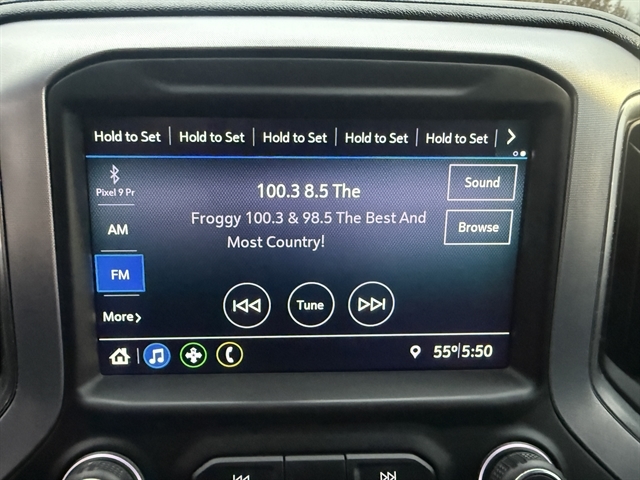 Hold to Set Hold to Set Hold to Set Hold to Set Hold to Set
Pixel 9 Pr
100.3 8.5 The
Sound
Froggy 100.3 & 98.5 The Best And
Most Country!
Browse
AM
FM
More
Tune
55° 5:50